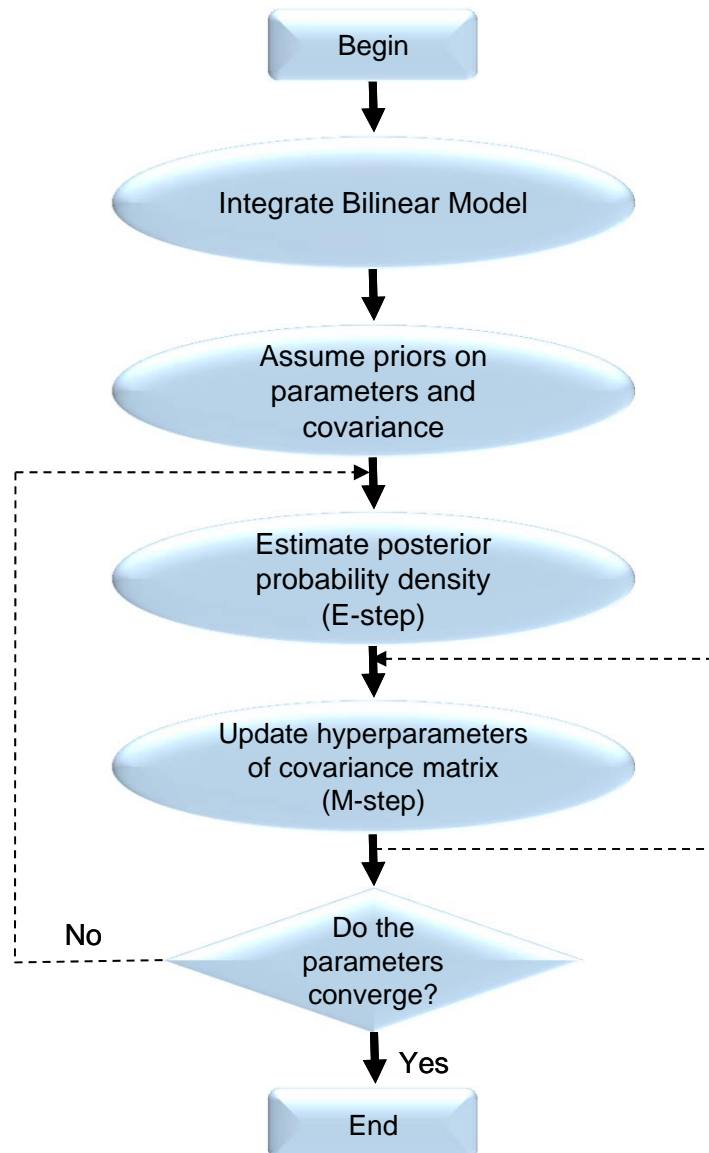 Begin
Integrate Bilinear Model
Assume priors on
parameters and
covariance
Estimate posterior
probability density
(E-step)
Update hyperparameters
of covariance matrix
(M-step)
Do the
parameters
converge?
No
Yes
End